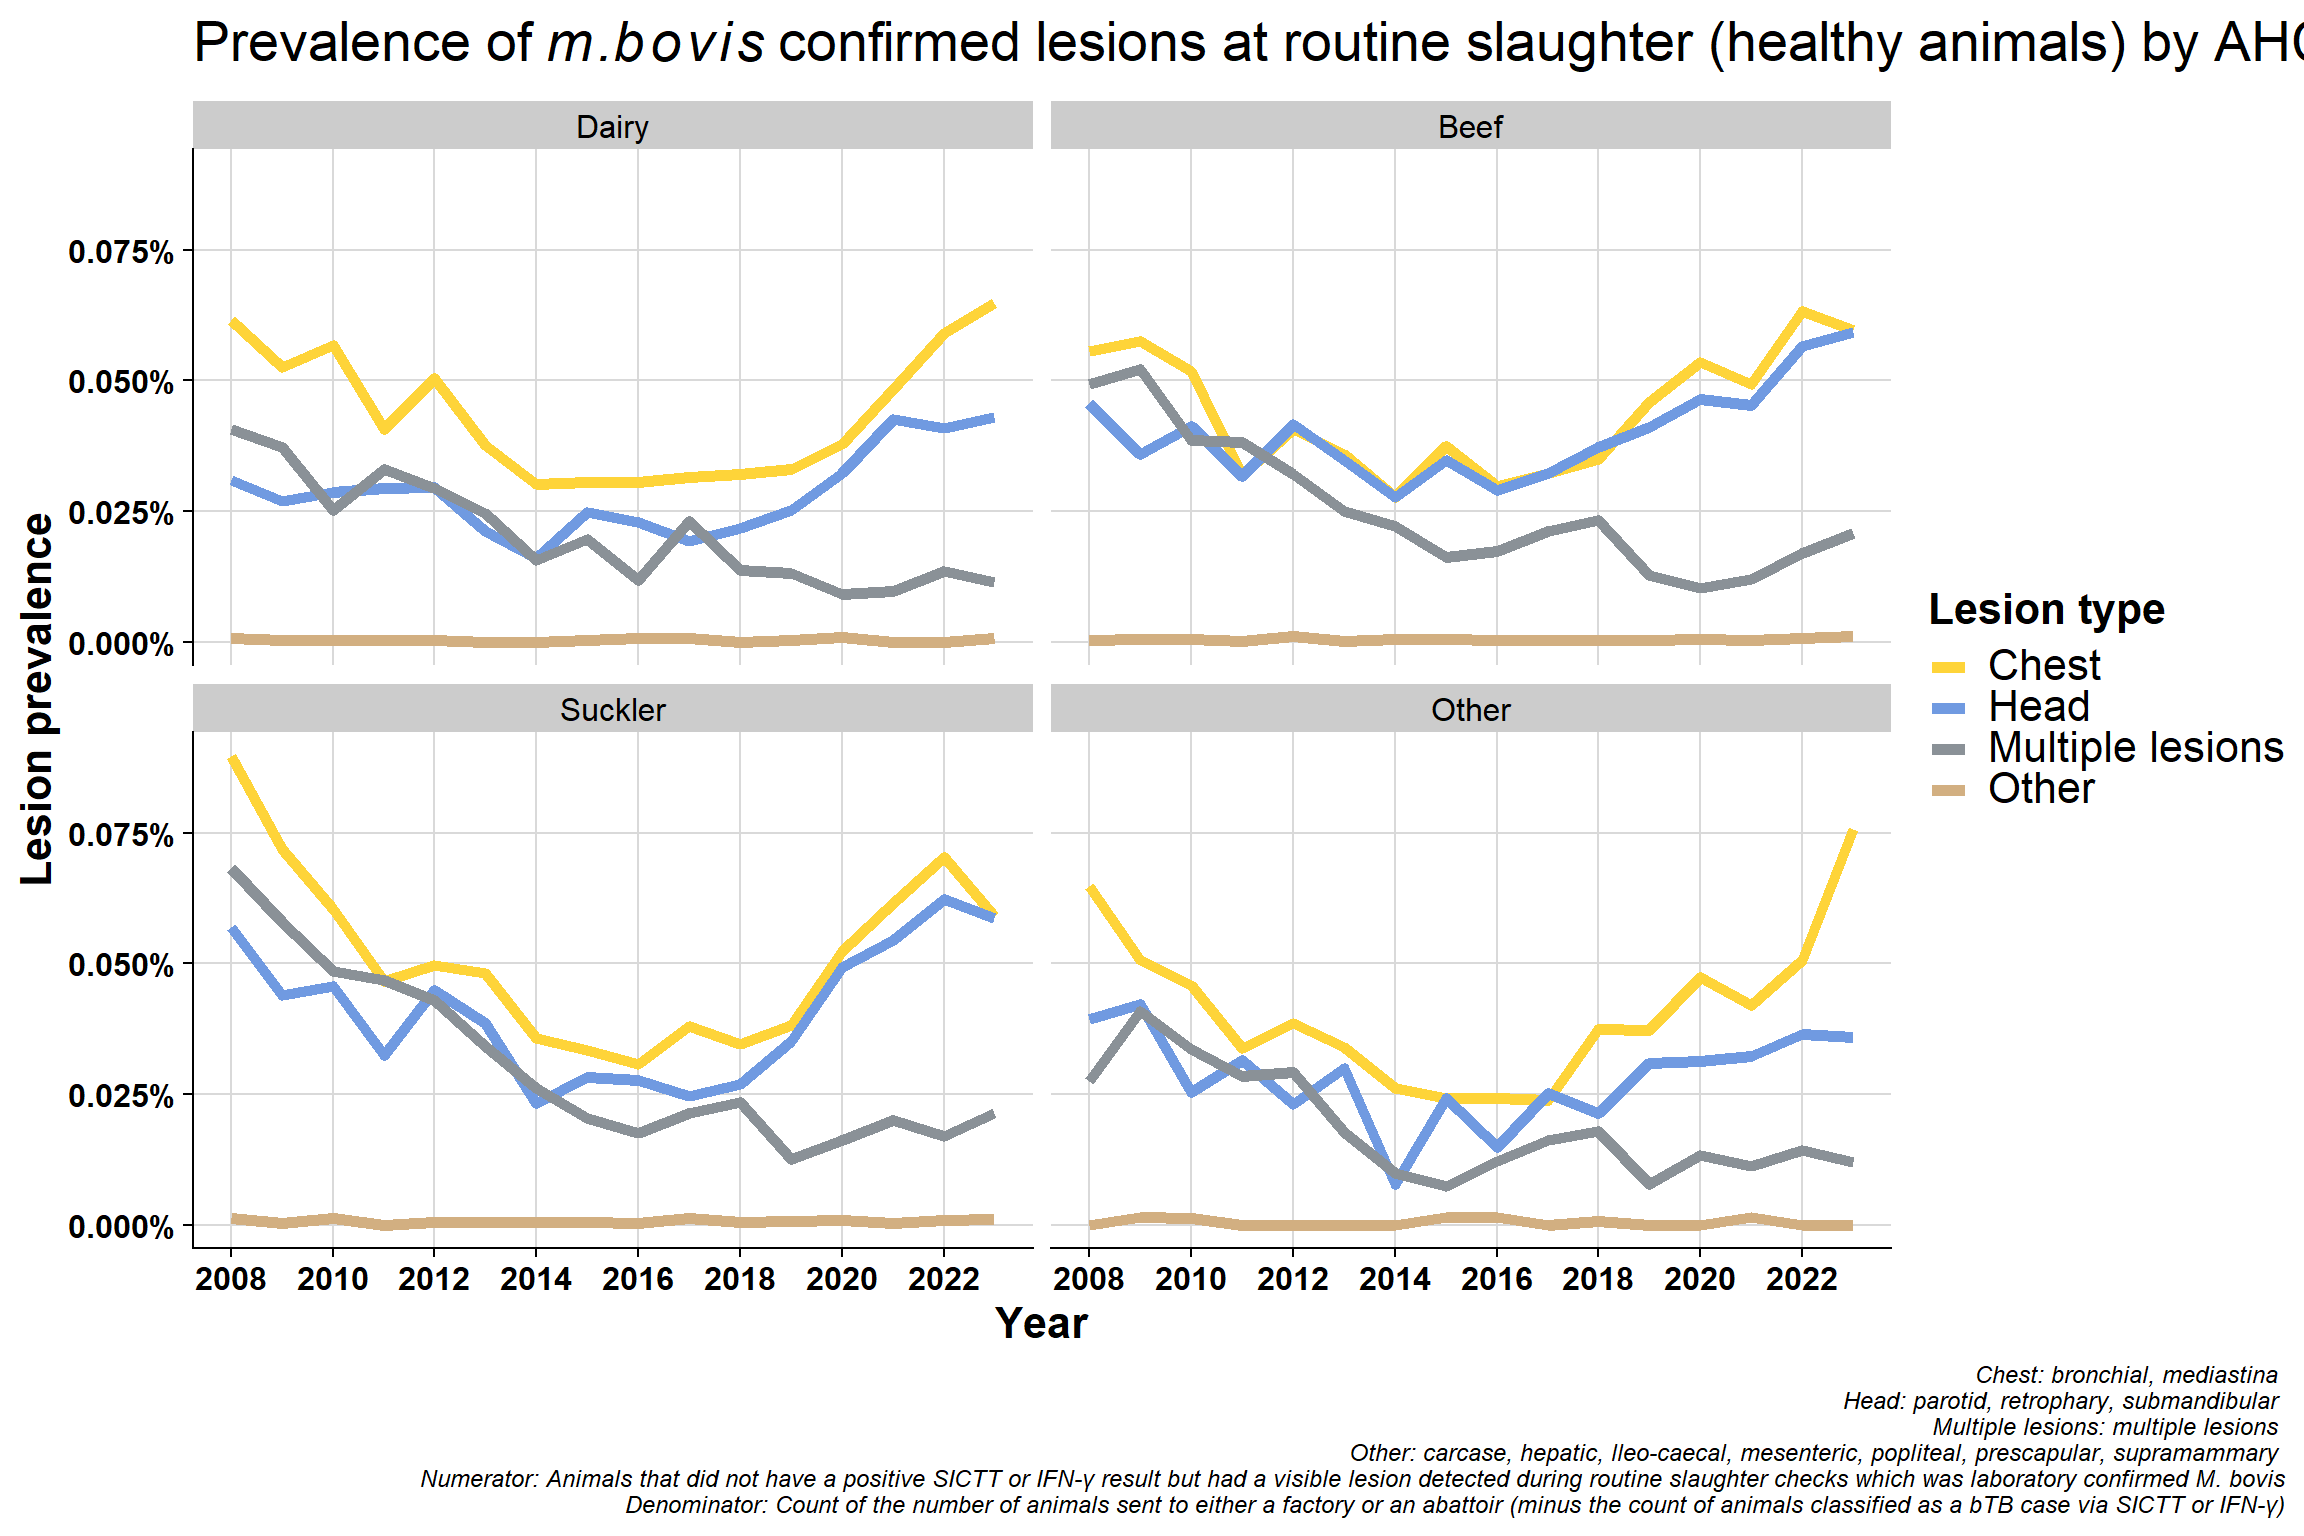 Prevalence of m.bovis confirmed lesions at routine slaughter (healthy animals) by
Dairy
Beef
0.075%
0.050%
0.025%
0.000%
Suckler
Other
0.075%
0.050%
0.025%
0.000%
Lesion prevalence
2008 2010 2012 2014 2016 2018 2020 2022
2008 2010 2012 2014 2016 2018 2020 2022
Year
Lesion type
Chest
Head
Multiple lesions
Other
Chest: bronchial, mediastina
Head: parotid, retrophary, submandibular
Multiple lesions: multiple lesions
Other: carcase, hepatic, Ileo-caecal, mesenteric, popliteal, prescapular, supramammary
Numerator: Animals that did not have a positive SICTT or IFN-γ result but had a visible lesion detected during routine slaughter checks which was laboratory confirmed M. bovis
Denominator: Count of the number of animals sent to either a factory or an abattoir (minus the count of animals classified as a bTB case via SICTT or IFN-γ)